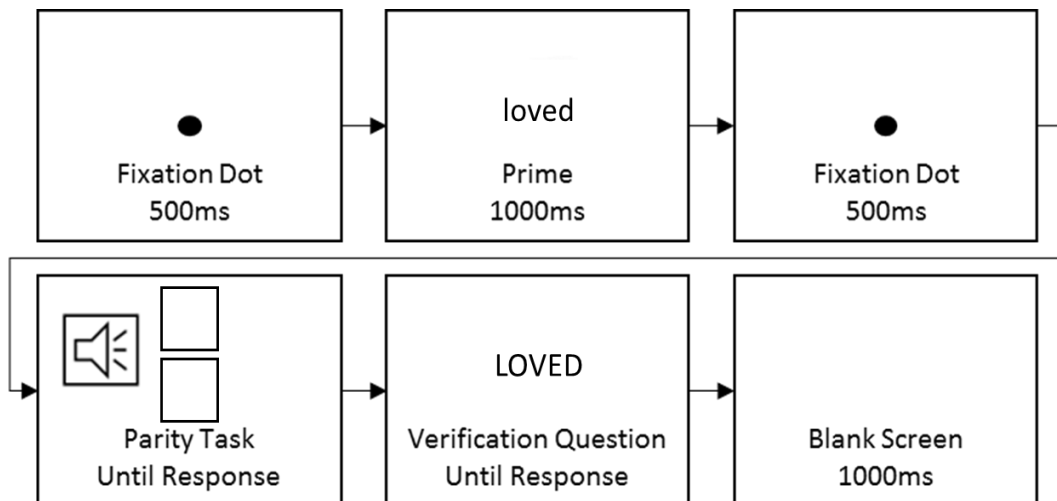 Fixation Dot
500ms
loved
Prime
1000ms
Fixation Dot
500ms
Parity Task
Until Response
LOVED
Verification Question
Until Response
Blank Screen
1000ms